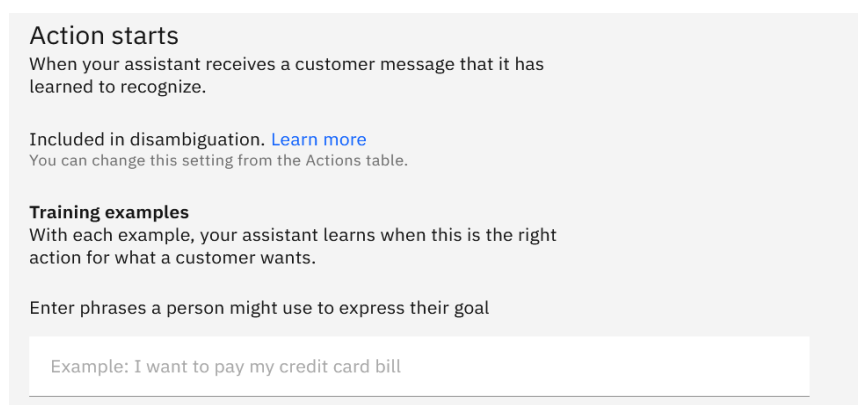 Action starts
When your assistant receives a customer message that it has
learned to recognize.
Included in disambiguation. Learn more
You can change this setting from the Actions table.
Training examples
With each example, your assistant learns when this is the right
action for what a customer wants.
Enter phrases a person might use to express their goal
Example: I want to pay my credit card bill